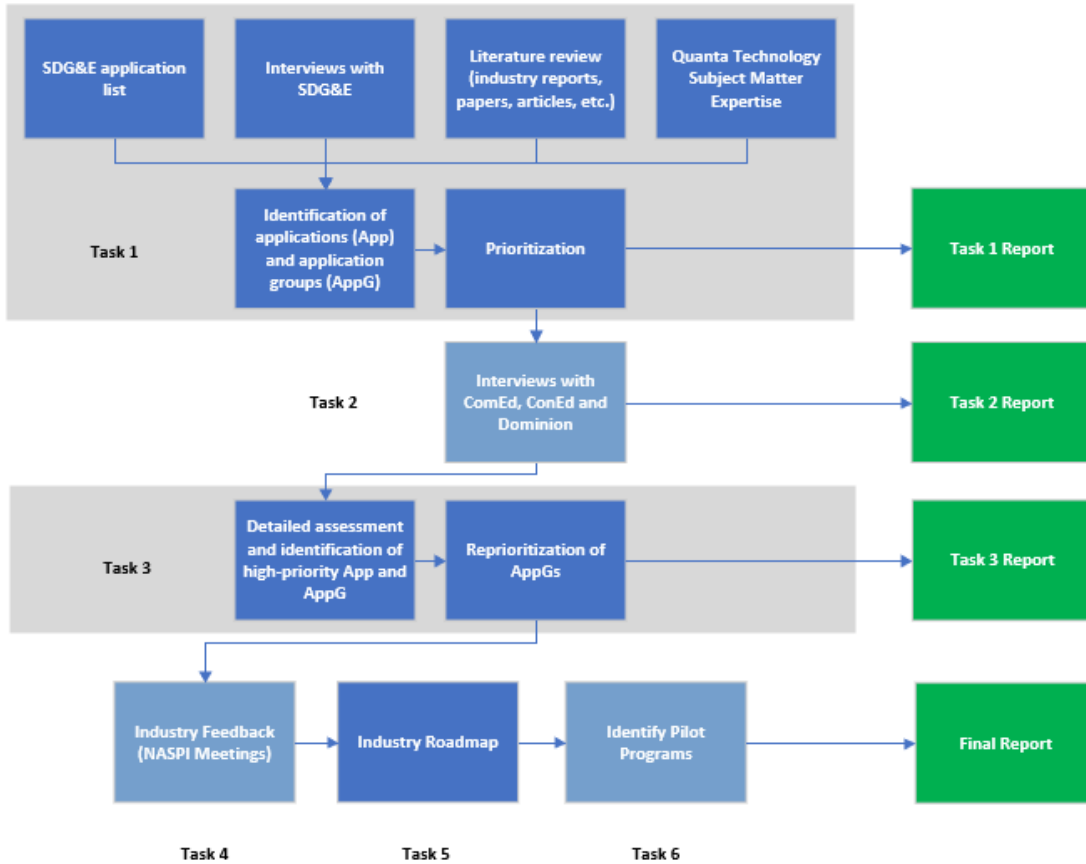 SDG&E application
list
Interviews with
SDG&E
Literature review
(industry reports,
papers, articles, etc.)
Quanta Technology
Subject Matter
Expertise
Task 1
Identification of
applications (App)
and application
groups (AppG)
Prioritization
Task 1 Report
Task 2
Interviews with
ComEd, ConEd and
Dominion
Task 2 Report
Task 3
Detailed assessment
and identification of
high-priority App and
AppG
Reprioritization of
AppGs
Task 3 Report
Industry Feedback
(NASPI Meetings)
Industry Roadmap
Identify Pilot
Programs
Final Report
Task 4
Task 5
Task 6